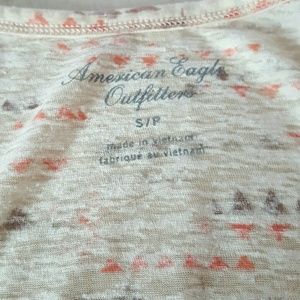 American Eagle
Outfitters
S/P
made in vietnam
fabriqué au vietnam